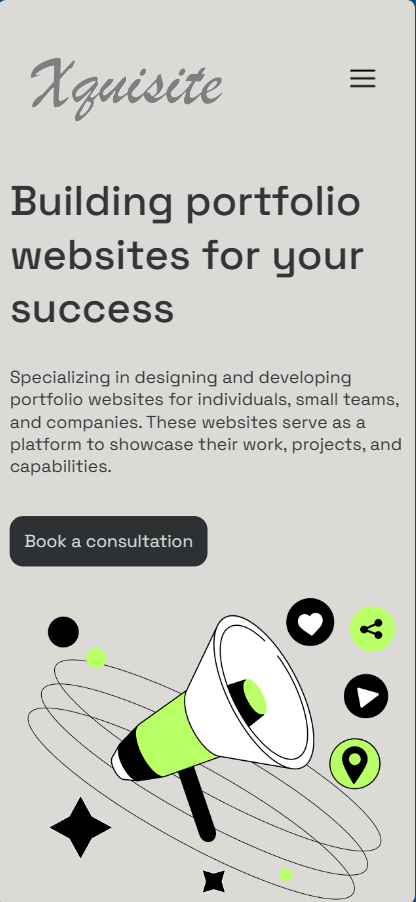 Xquisite
Building portfolio
websites for your
success
Specializing in designing and developing
portfolio websites for individuals, small teams,
and companies. These websites serve as a
platform to showcase their work, projects, and
capabilities.
Book a consultation